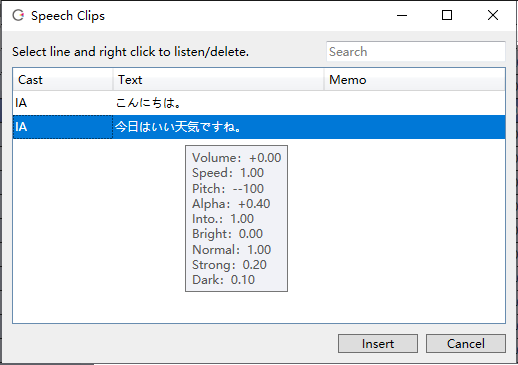 Speech Clips
Select line and right click to listen/delete.
Search
Cast Text Memo
IA こんにちは。
IA 今日はいい天気ですね。
Volume: +0.00
Speed: 1.00
Pitch: --100
Alpha: +0.40
Into.: 1.00
Bright: 0.00
Normal: 1.00
Strong: 0.20
Dark: 0.10
Insert Cancel